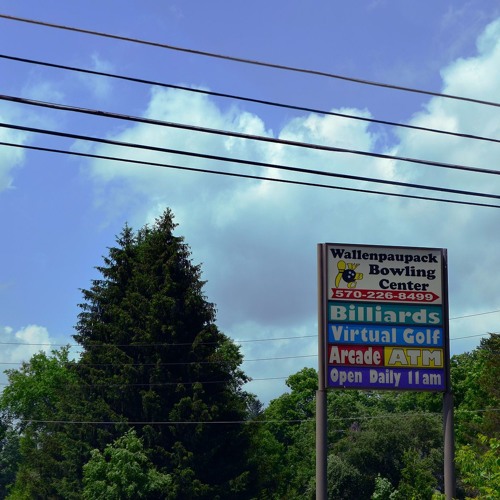 Wallenpaupack
Bowling
Center
570-226-8499
Billiards
Virtual Golf
Arcade ATM
Open Daily 11am